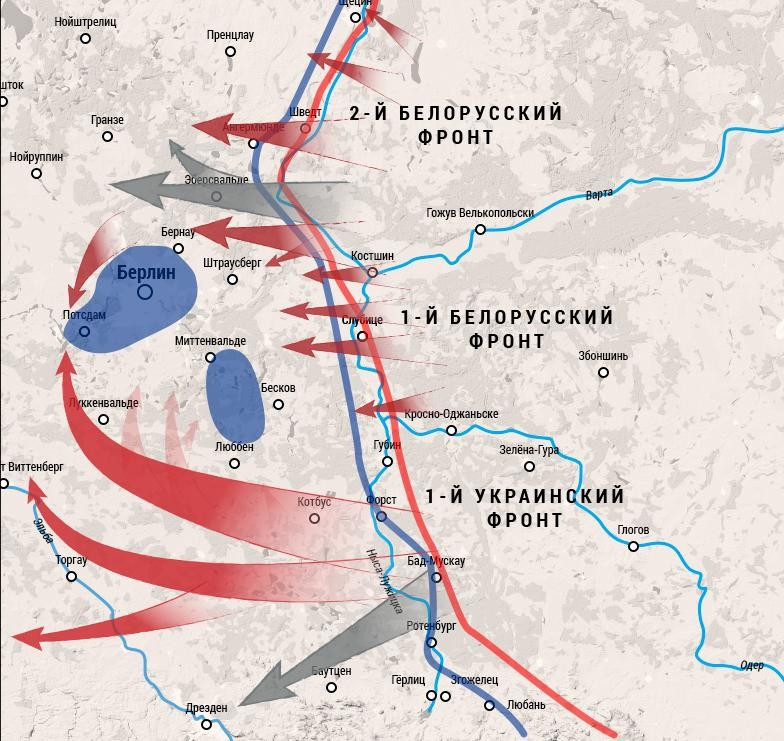 Щецин
Нойштрелиц
Пренцлау
шток
2-Й БЕЛОРУССКИЙ
ФРОНТ
Шведт
Гранзе
Ангермюнде
Нойруппин
Эберсвальде
Варта
Гожув Велькопольски
Бернау
Штраусберг
Костшин
Берлин
Потсдам
Слубице
1-Й БЕЛОРУССКИЙ
ФРОНТ
Миттенвальде
Збоншинь
Бесков
Луккенвальде
Кросно-Оджаньске
Люббен
Губин
Зелёна-Гура
т Виттенберг
Котбус
Форст
1-Й УКРАИНСКИЙ
ФРОНТ
Эльба
Глогов
Торгау
Бад-Мускау
Ныса-Лужицка
Ротенбург
Баутцен
Гёрлиц
Згожелец
Одер
Дрезден
Любань